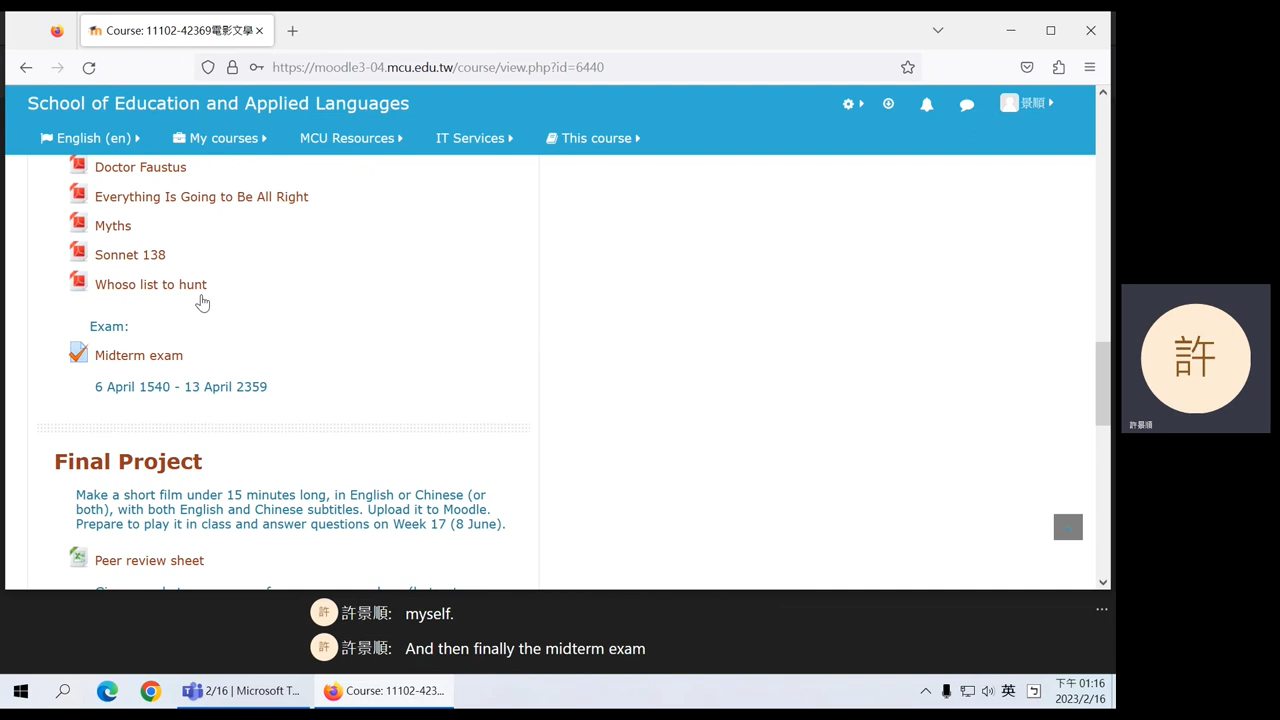 Course: 11102-42369電影文學
https://moodle3-04.mcu.edu.tw/course/view.php?id=6440
School of Education and Applied Languages
景順
English (en)
My courses
MCU Resources
IT Services
This course
Doctor Faustus
Everything Is Going to Be All Right
Myths
Sonnet 138
Whoso list to hunt
Exam:
Midterm exam
6 April 1540 - 13 April 2359
Final Project
Make a short film under 15 minutes long, in English or Chinese (or
both), with both English and Chinese subtitles. Upload it to Moodle.
Prepare to play it in class and answer questions on Week 17 (8 June).
Peer review sheet
許
許景順
許 許景順: myself.
許 許景順: And then finally the midterm exam
2/16 | Microsoft T...
Course: 11102-423...
英
下午 01:16
2023/2/16